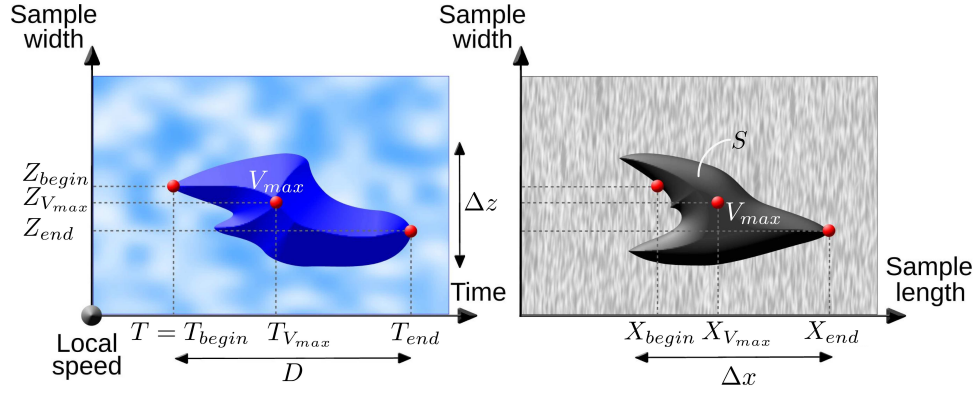 Sample
width
Z_{begin}
Z_{V_{max}}
Z_{end}
V_{max}
Δz
Time
Local
speed
T = T_{begin}
T_{V_{max}}
T_{end}
D
Sample
width
S
V_{max}
Sample
length
X_{begin}
X_{V_{max}}
X_{end}
Δx